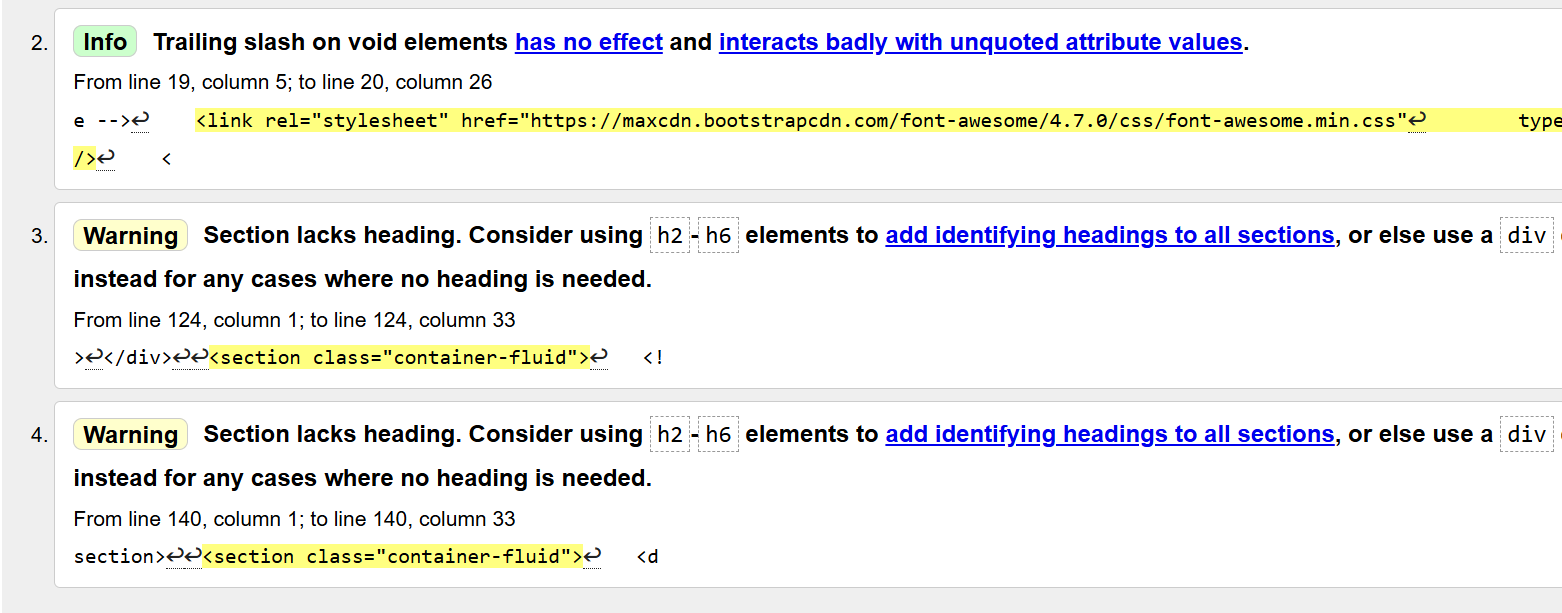 2. Info Trailing slash on void elements has no effect and interacts badly with unquoted attribute values.
From line 19, column 5; to line 20, column 26
e -->↩    <link rel="stylesheet" href="https://maxcdn.bootstrapcdn.com/font-awesome/4.7.0/css/font-awesome.min.css"↩        type
/>↩    <
3. Warning Section lacks heading. Consider using h2-h6 elements to add identifying headings to all sections, or else use a div
instead for any cases where no heading is needed.
From line 124, column 1; to line 124, column 33
>↩</div>↩↩<section class="container-fluid">↩   <!
4. Warning Section lacks heading. Consider using h2-h6 elements to add identifying headings to all sections, or else use a div
instead for any cases where no heading is needed.
From line 140, column 1; to line 140, column 33
section>↩↩<section class="container-fluid">↩   <d